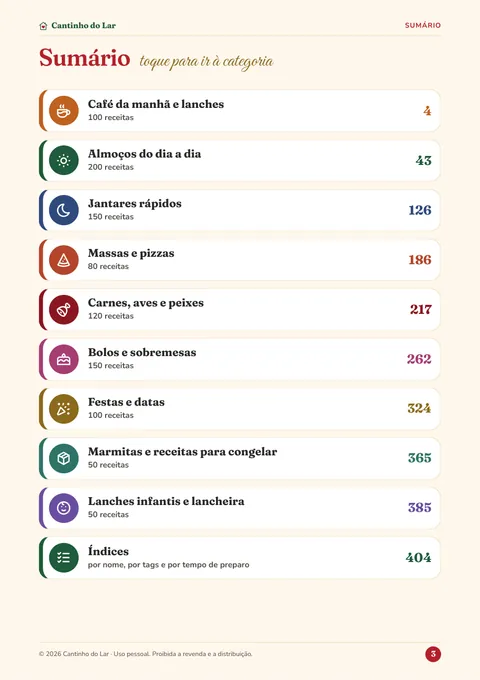 Cantinho do Lar
SUMÁRIO
Sumário toque para ir à categoria
Café da manhã e lanches
100 receitas
4
Almoços do dia a dia
200 receitas
43
Jantares rápidos
150 receitas
126
Massas e pizzas
80 receitas
186
Carnes, aves e peixes
120 receitas
217
Bolos e sobremesas
150 receitas
262
Festas e datas
100 receitas
324
Marmitas e receitas para congelar
50 receitas
365
Lanches infantis e lancheira
50 receitas
385
Índices
por nome, por tags e por tempo de preparo
404
© 2026 Cantinho do Lar · Uso pessoal. Proibida a revenda e a distribuição.
3